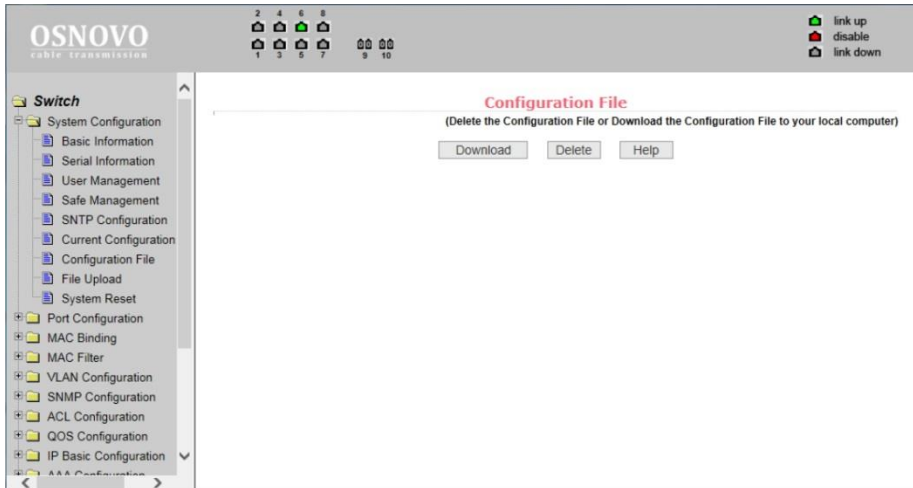 OSNOVO
cable transmission
2 4 6 8
1 3 5 7 9 10
link up
disable
link down
Switch
System Configuration
Basic Information
Serial Information
User Management
Safe Management
SNTP Configuration
Current Configuration
Configuration File
File Upload
System Reset
Port Configuration
MAC Binding
MAC Filter
VLAN Configuration
SNMP Configuration
ACL Configuration
QOS Configuration
IP Basic Configuration
AAA Configuration
Configuration File
(Delete the Configuration File or Download the Configuration File to your local computer)
Download Delete Help